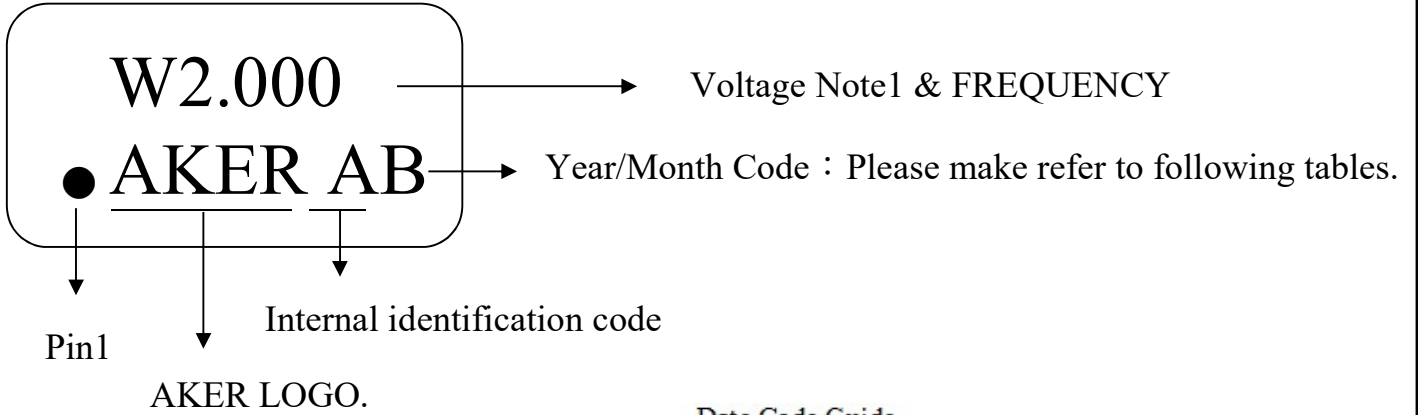 W2.000
Voltage Note1 & FREQUENCY
AKER AB
Year/Month Code：Please make refer to following tables.
Internal identification code
Pin1
AKER LOGO.
Date Code Guide